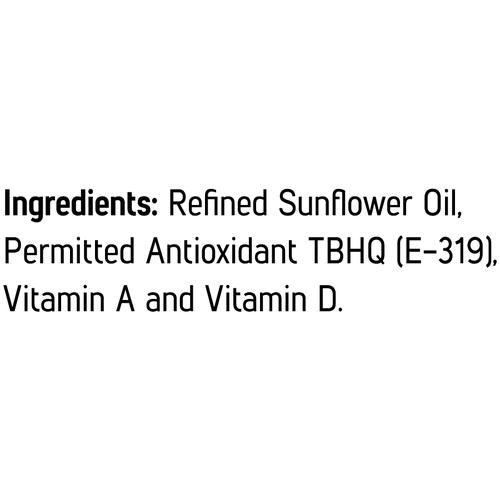 Ingredients: Refined Sunflower Oil,
Permitted Antioxidant TBHQ (E-319),
Vitamin A and Vitamin D.